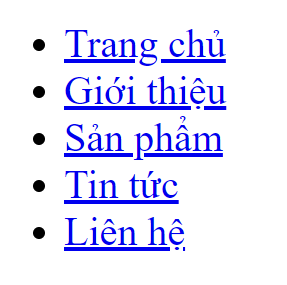 Trang chủ
Giới thiệu
Sản phẩm
Tin tức
Liên hệ